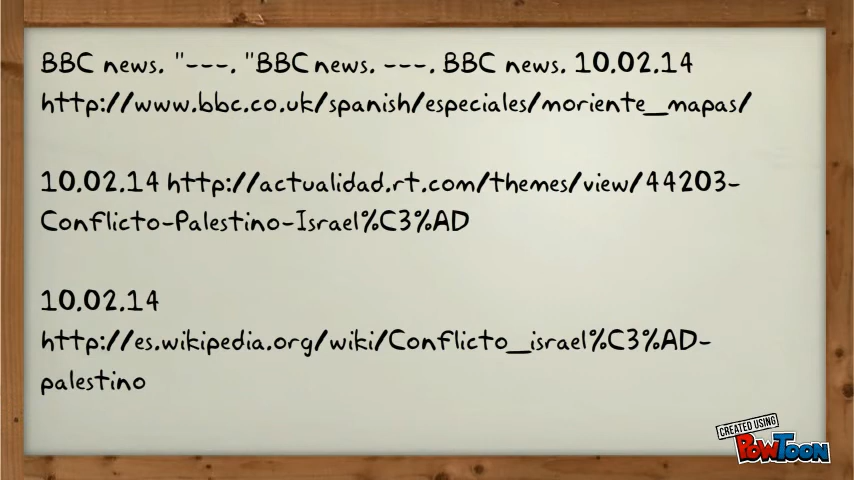 BBC news. "---. "BBC news. ---. BBC news. 10.02.14
http://www.bbc.co.uk/spanish/especiales/moriente_mapas/
10.02.14 http://actualidad.rt.com/themes/view/44203-
Conflicto-Palestino-Israel%C3%AD
10.02.14
http://es.wikipedia.org/wiki/Conflicto_israel%C3%AD-
palestino
CREATED USING
POWTOON